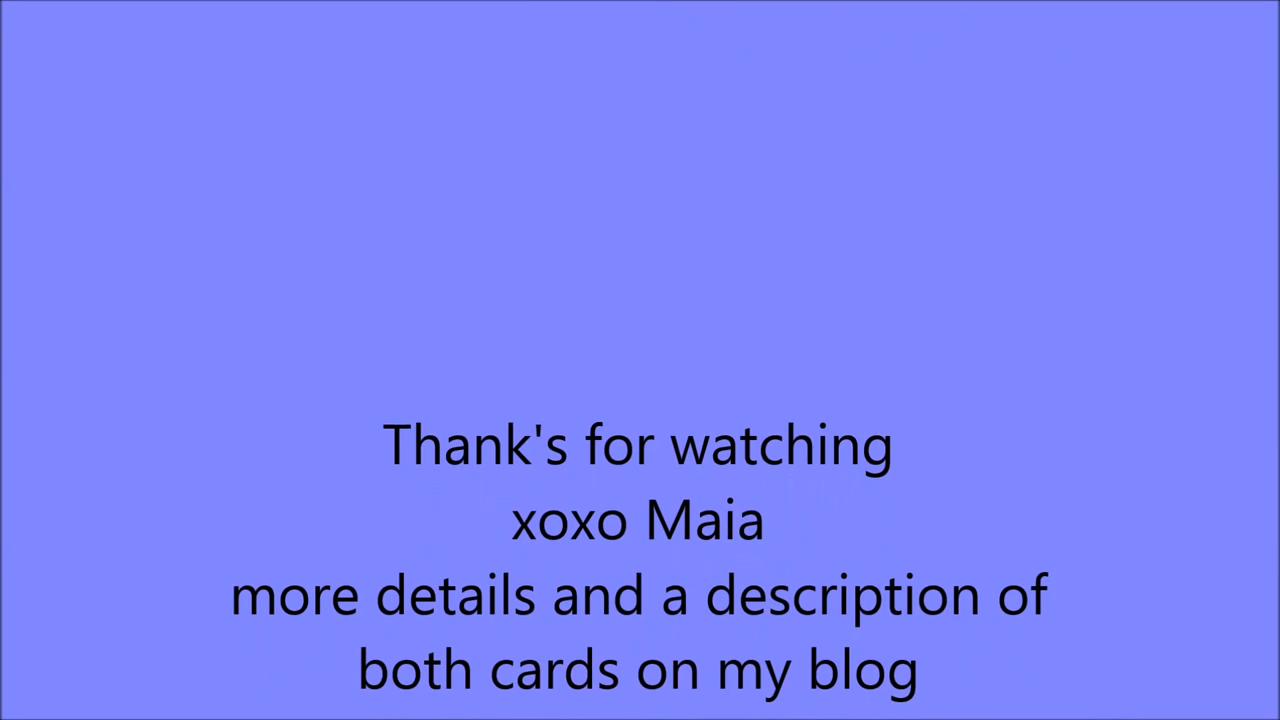 Thank's for watching
xoxo Maia
more details and a description of
both cards on my blog